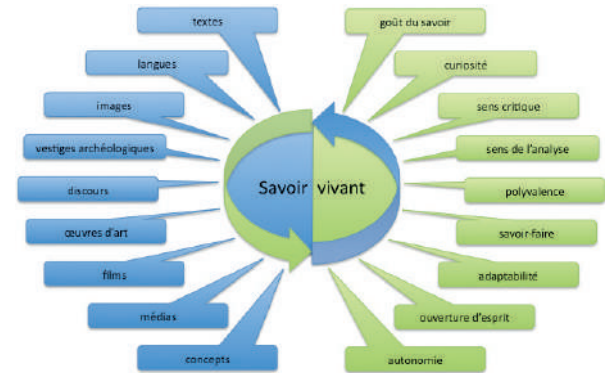 textes
langues
images
vestiges archéologiques
discours
œuvres d'art
films
médias
concepts
Savoir vivant
goût du savoir
curiosité
sens critique
sens de l'analyse
polyvalence
savoir-faire
adaptabilité
ouverture d'esprit
autonomie